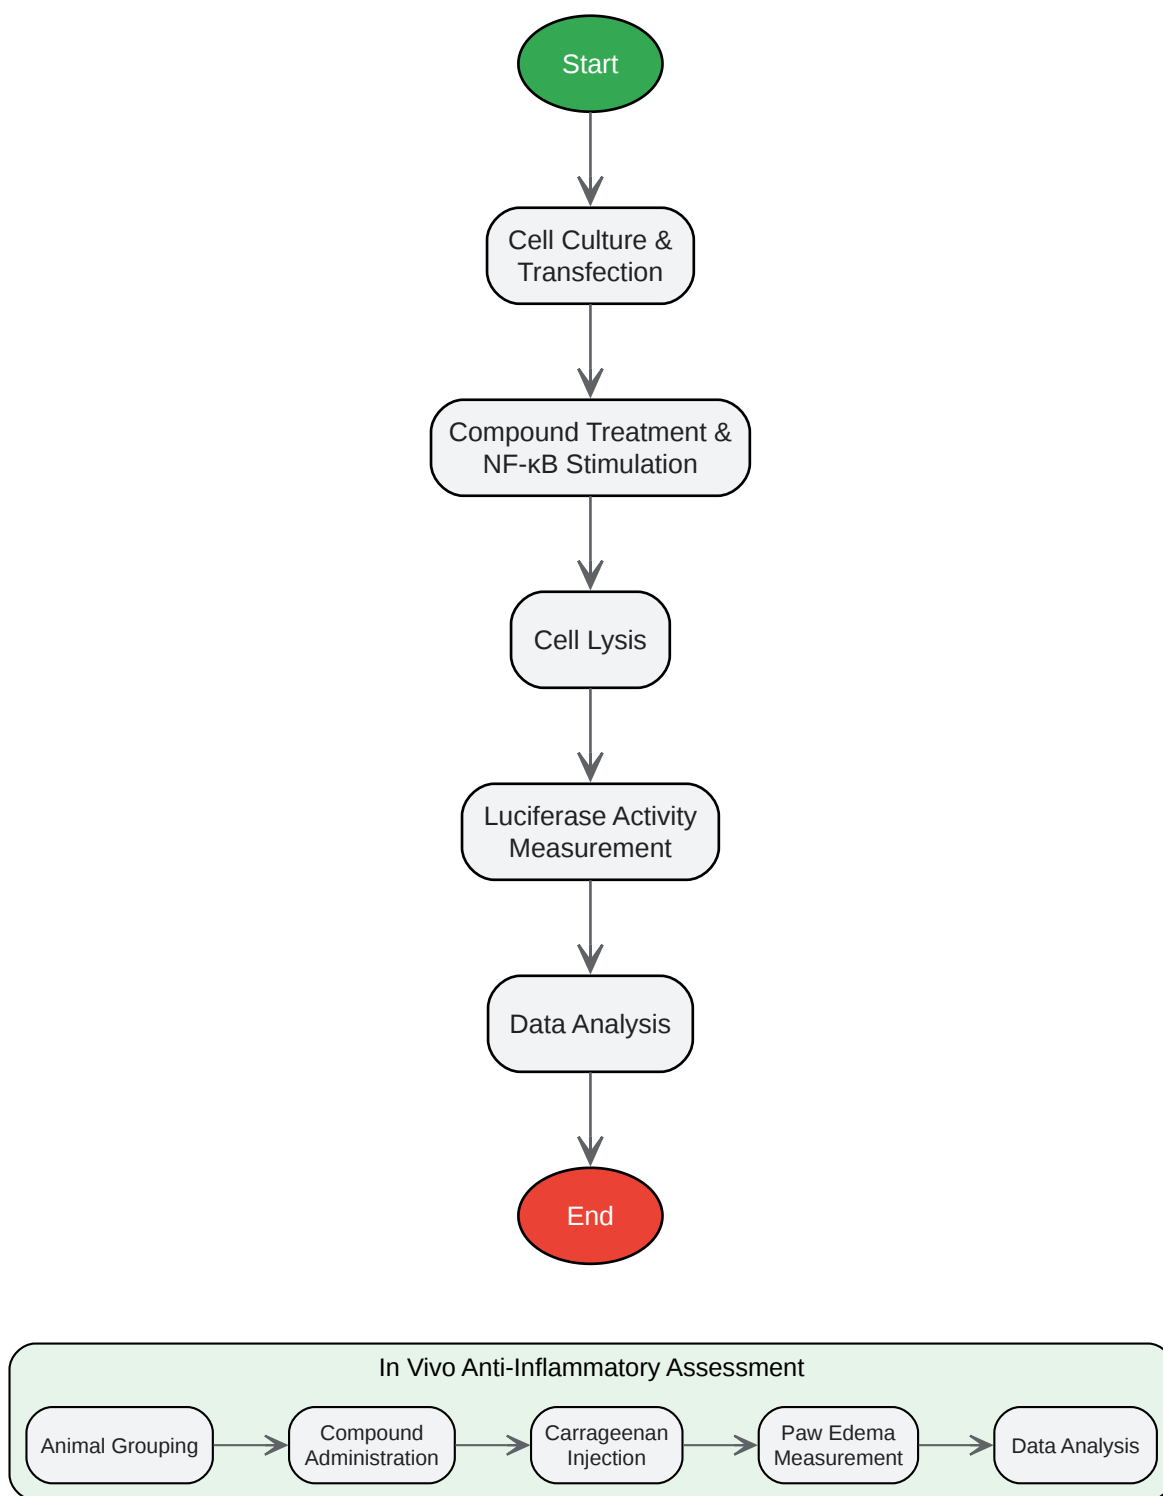 Start
Cell Culture &
Transfection
Compound Treatment &
NF-κB Stimulation
Cell Lysis
Luciferase Activity
Measurement
Data Analysis
End
In Vivo Anti-Inflammatory Assessment
Animal Grouping
Compound
Administration
Carrageenan
Injection
Paw Edema
Measurement
Data Analysis